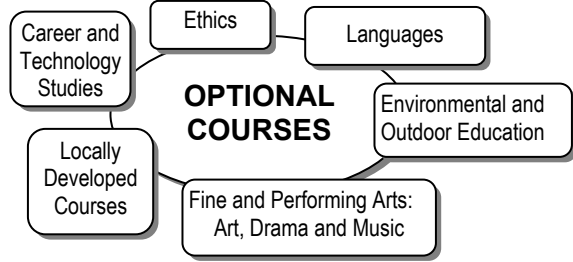 Ethics
Languages
Career and
Technology
Studies
OPTIONAL
COURSES
Environmental and
Outdoor Education
Locally
Developed
Courses
Fine and Performing Arts:
Art, Drama and Music